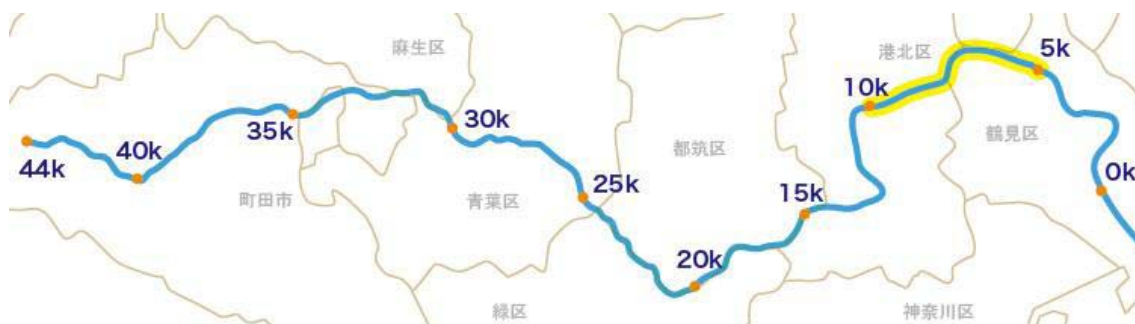 麻生区
港北区
5k
10k
30k
35k
鶴見区
都筑区
40k
44k
0k
25k
15k
町田市
青葉区
20k
緑区
神奈川区